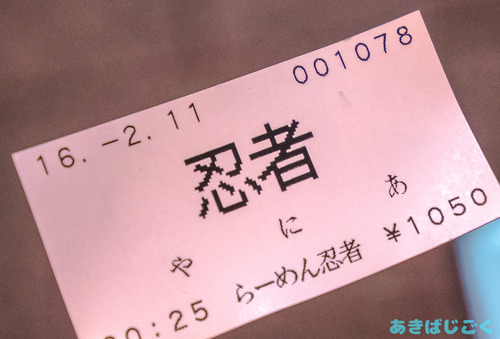 001078
16.-2.11
忍者
や に あ
0:25 らーめん忍者 ¥1050
あきばじごく